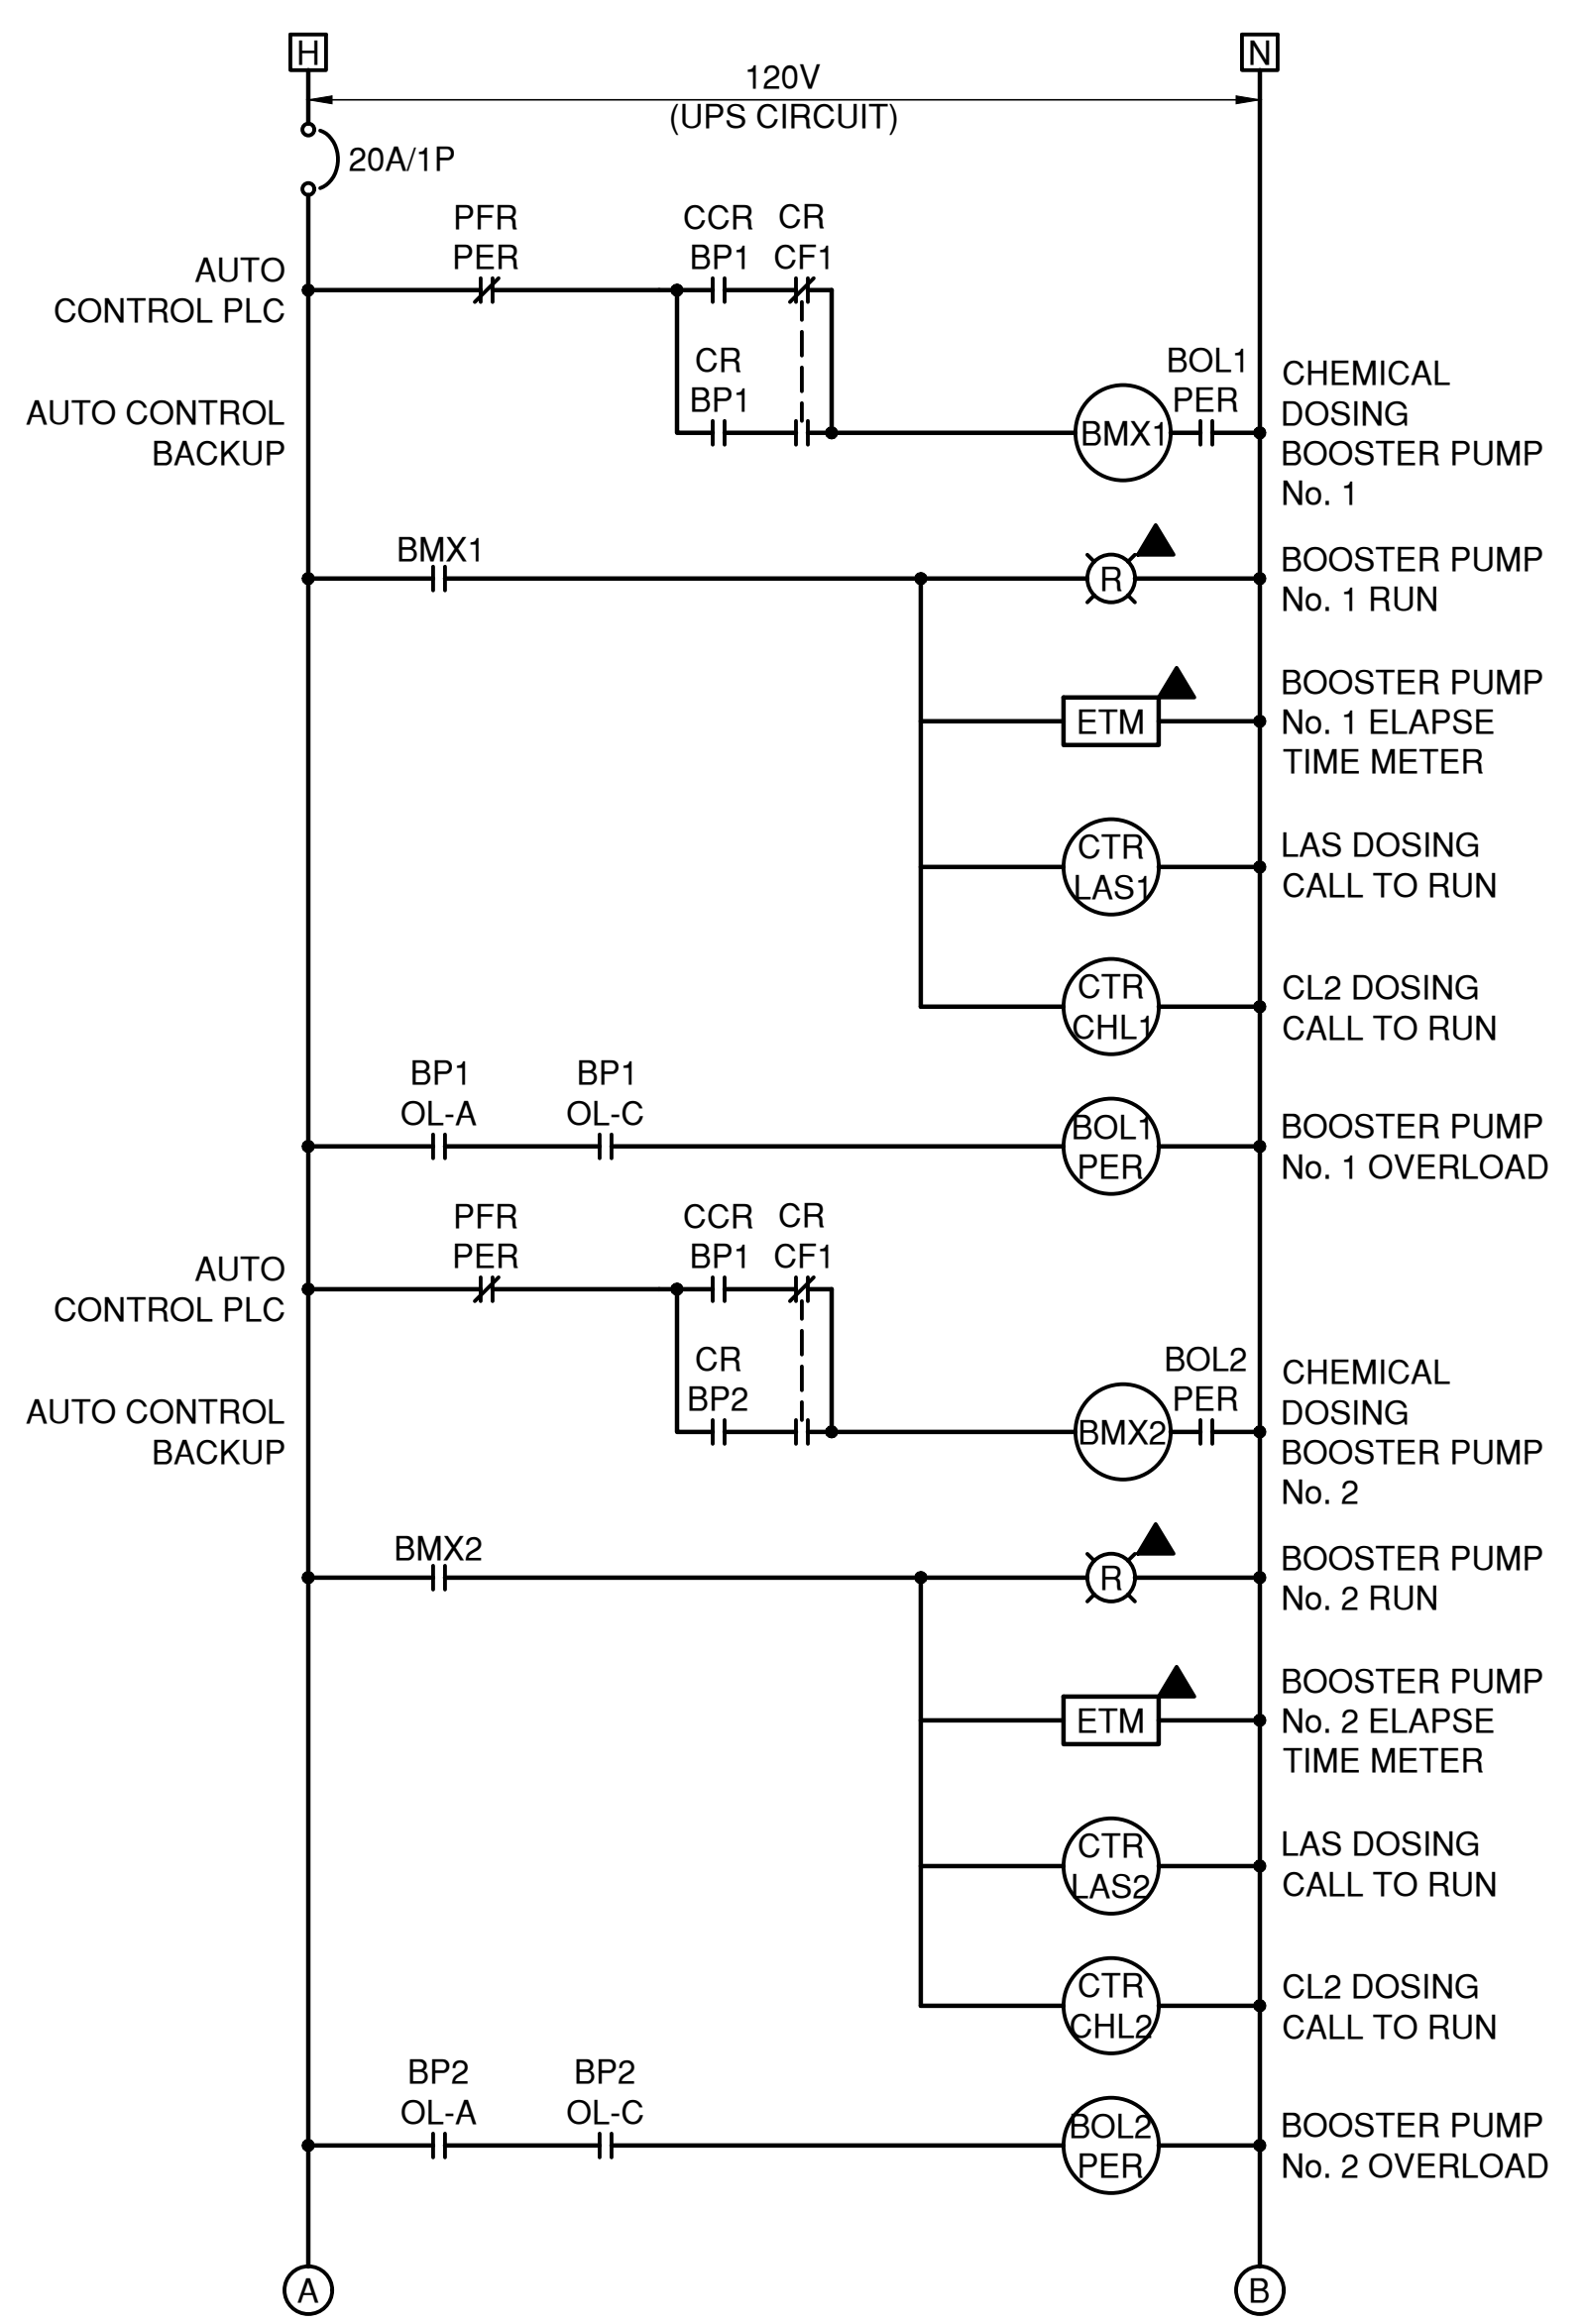 H
N
120V
(UPS CIRCUIT)
20A/1P
PFR
PER
CCR
BP1
CR
CF1
AUTO
CONTROL PLC
CR
BP1
AUTO CONTROL
BACKUP
BMX1
BOL1
PER
CHEMICAL
DOSING
BOOSTER PUMP
No. 1
BMX1
R
BOOSTER PUMP
No. 1 RUN
ETM
BOOSTER PUMP
No. 1 ELAPSE
TIME METER
CTR
LAS1
LAS DOSING
CALL TO RUN
CTR
CHL1
CL2 DOSING
CALL TO RUN
BP1
OL-A
BP1
OL-C
BOL1
PER
BOOSTER PUMP
No. 1 OVERLOAD
PFR
PER
CCR
BP1
CR
CF1
AUTO
CONTROL PLC
CR
BP2
AUTO CONTROL
BACKUP
BMX2
BOL2
PER
CHEMICAL
DOSING
BOOSTER PUMP
No. 2
BMX2
R
BOOSTER PUMP
No. 2 RUN
ETM
BOOSTER PUMP
No. 2 ELAPSE
TIME METER
CTR
LAS2
LAS DOSING
CALL TO RUN
CTR
CHL2
CL2 DOSING
CALL TO RUN
BP2
OL-A
BP2
OL-C
BOL2
PER
BOOSTER PUMP
No. 2 OVERLOAD
A
B